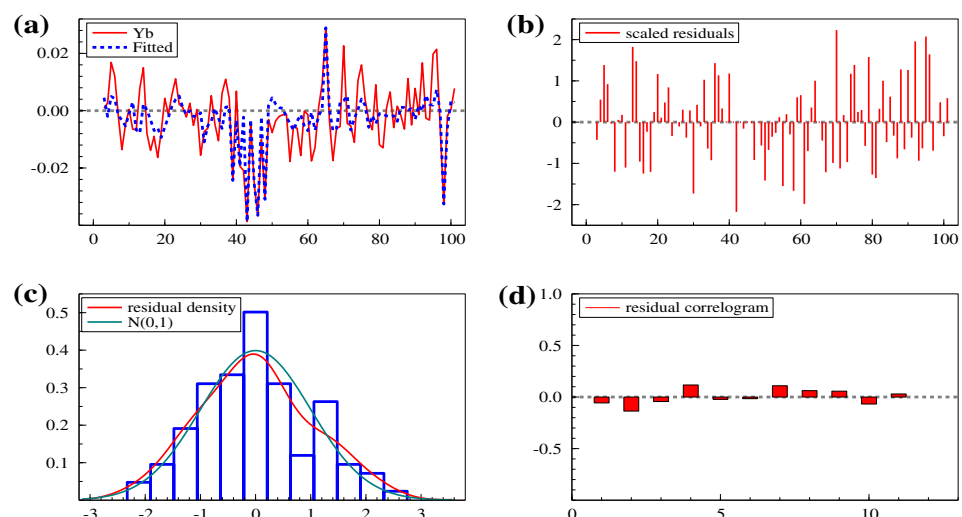 (a)
Yb
Fitted
0.02
0.00
-0.02
0 20 40 60 80 100
(b)
scaled residuals
2
1
0
-1
-2
0 20 40 60 80 100
(c)
residual density
N(0,1)
0.5
0.4
0.3
0.2
0.1
-3 -2 -1 0 1 2 3
(d)
residual correlogram
1.0
0.5
0.0
-0.5
0 5 10